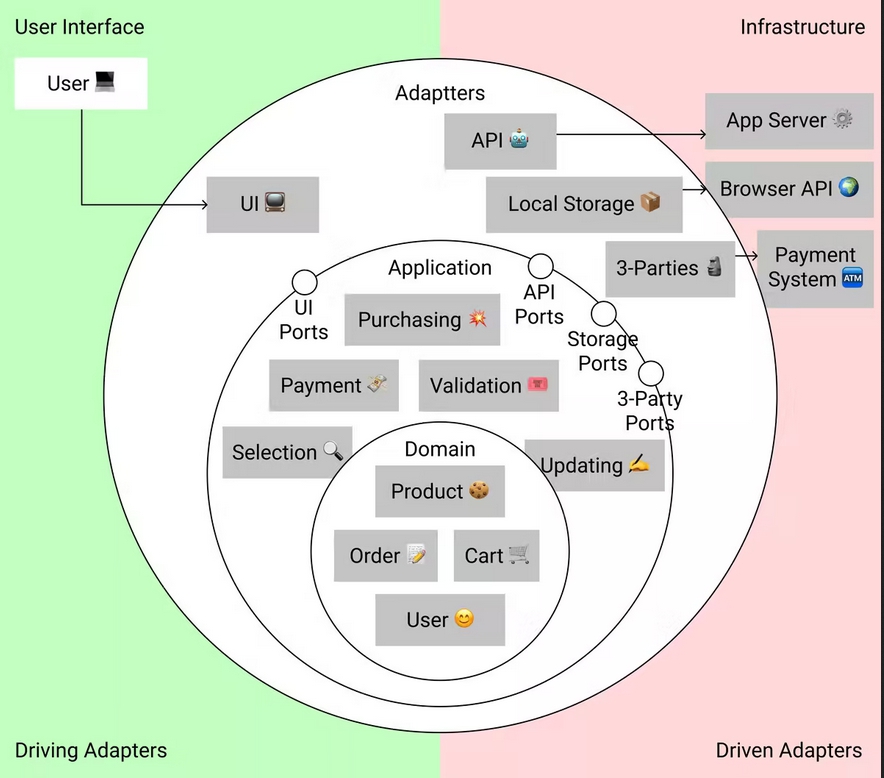 User Interface
Infrastructure
User 💻
Adaptters
App Server ⚙️
API 🤖
Browser API 🌍
UI 📺
Local Storage 📦
3-Parties 🗿
Payment
System 🏧
Application
UI
Ports
API
Ports
Purchasing 💥
Storage
Ports
Payment 💸
Validation 🎟️
3-Party
Ports
Selection 🔍
Domain
Updating ✍️
Product 🍪
Order 📝
Cart 🛒
User 😊
Driving Adapters
Driven Adapters